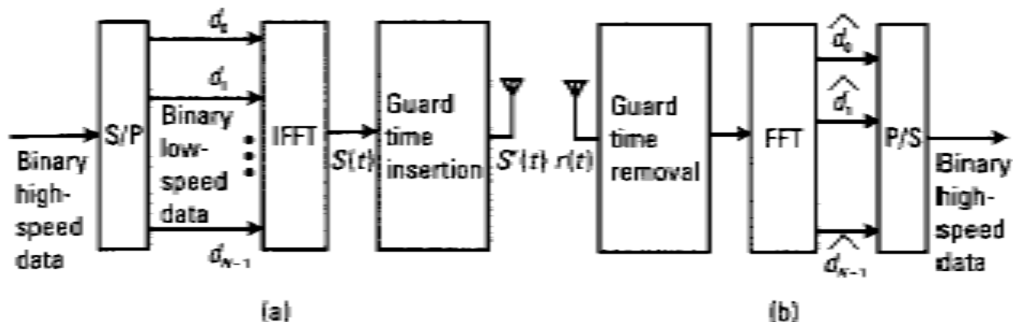 Binary
high-
speed
data
S/P
d₀
d₁
Binary
low-
speed
data
d_{N−1}
IFFT
S(t)
Guard
time
insertion
S'(t)
r(t)
Guard
time
removal
FFT
d̂₀
d̂₁
d̂_{N−1}
P/S
Binary
high-
speed
data
(a)
(b)